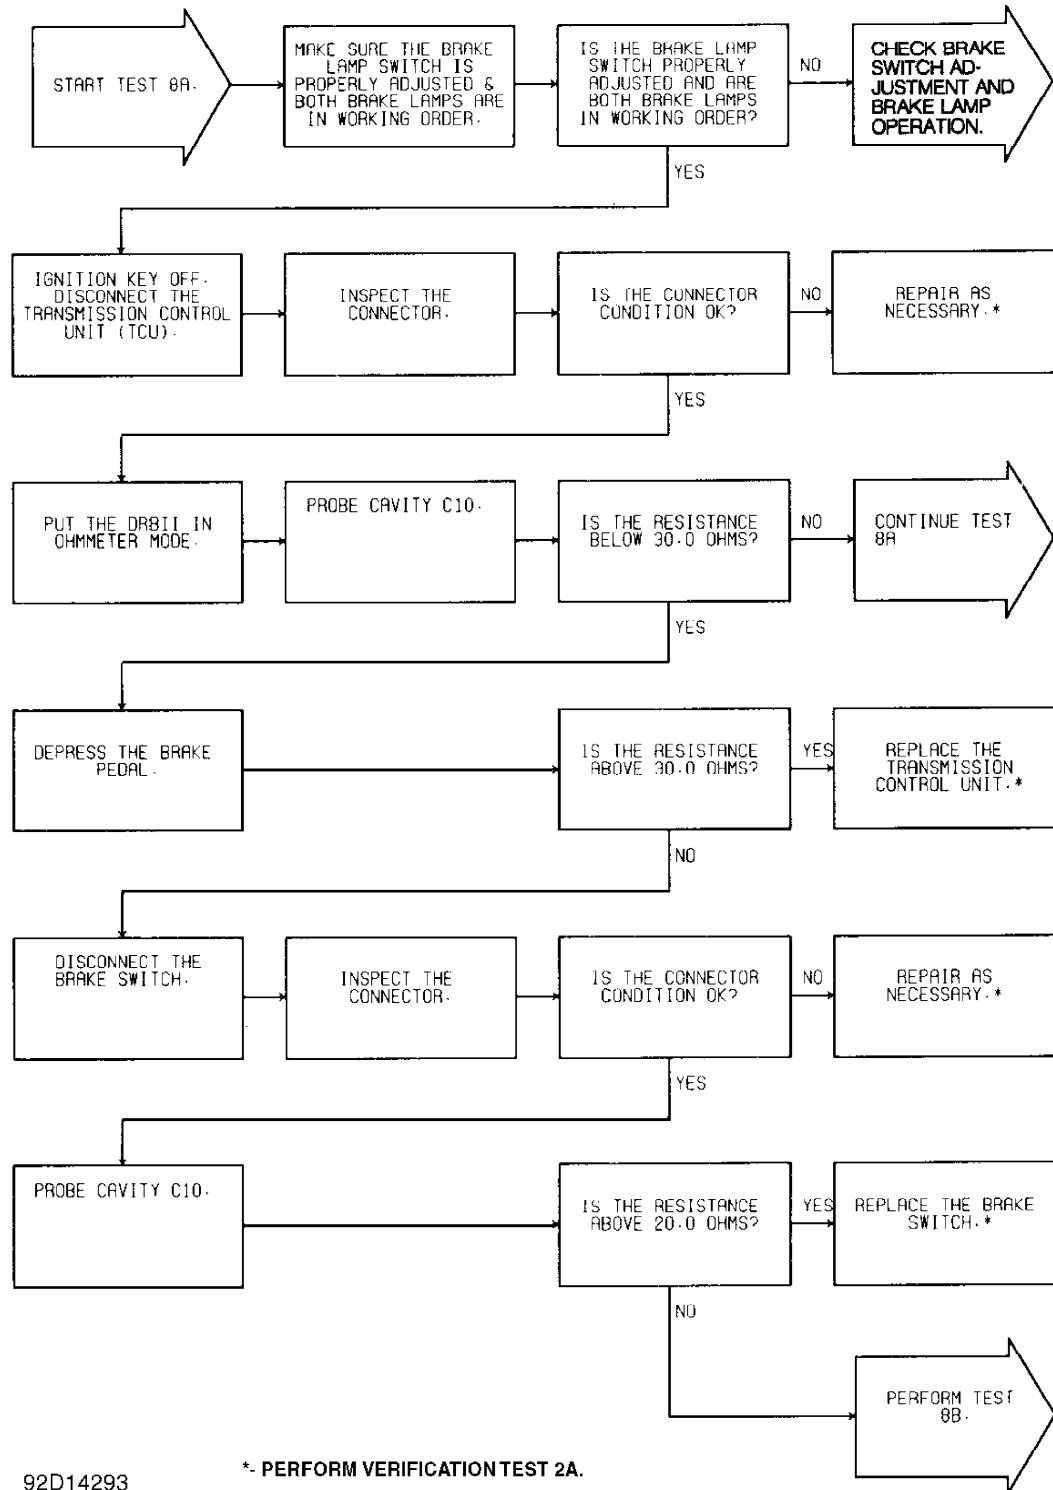 START TEST 8A.
MAKE SURE THE BRAKE
LAMP SWITCH IS
PROPERLY ADJUSTED &
BOTH BRAKE LAMPS ARE
IN WORKING ORDER.
IS THE BRAKE LAMP
SWITCH PROPERLY
ADJUSTED AND ARE
BOTH BRAKE LAMPS
IN WORKING ORDER?
NO
CHECK BRAKE
SWITCH AD-
JUSTMENT AND
BRAKE LAMP
OPERATION.
YES
IGNITION KEY OFF.
DISCONNECT THE
TRANSMISSION CONTROL
UNIT (TCU).
INSPECT THE
CONNECTOR.
IS THE CONNECTOR
CONDITION OK?
NO
REPAIR AS
NECESSARY.*
YES
PUT THE DRBII IN
OHMMETER MODE.
PROBE CAVITY C10.
IS THE RESISTANCE
BELOW 30.0 OHMS?
NO
CONTINUE TEST
8A
YES
DEPRESS THE BRAKE
PEDAL.
IS THE RESISTANCE
ABOVE 30.0 OHMS?
YES
REPLACE THE
TRANSMISSION
CONTROL UNIT.*
NO
DISCONNECT THE
BRAKE SWITCH.
INSPECT THE
CONNECTOR.
IS THE CONNECTOR
CONDITION OK?
NO
REPAIR AS
NECESSARY.*
YES
PROBE CAVITY C10.
IS THE RESISTANCE
ABOVE 20.0 OHMS?
YES
REPLACE THE BRAKE
SWITCH.*
NO
PERFORM TEST
8B.
92D14293
*- PERFORM VERIFICATION TEST 2A.